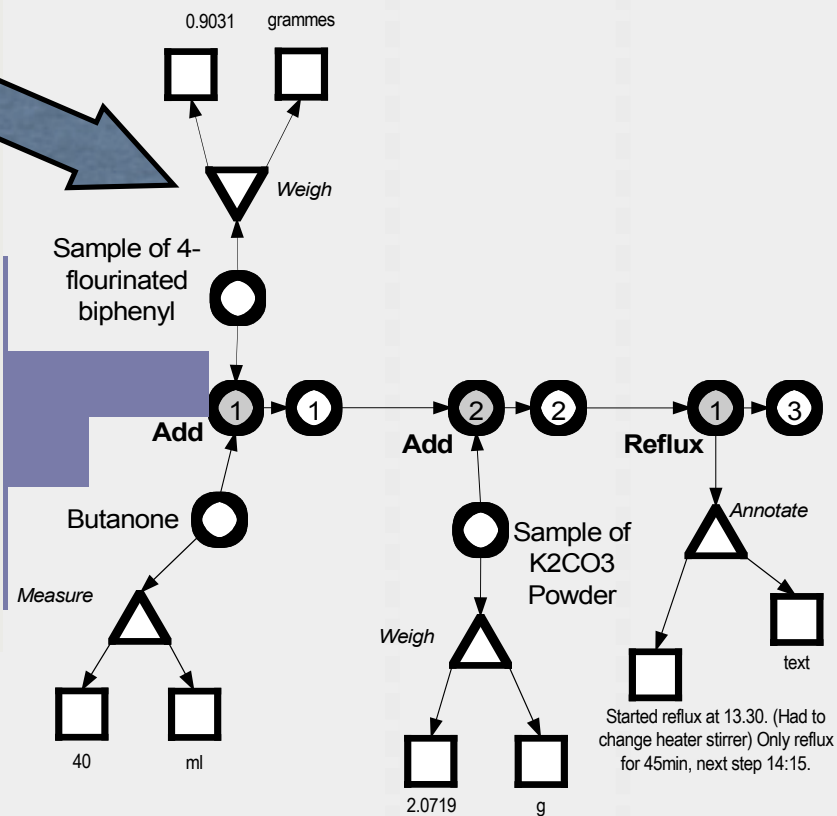 0.9031
grammes
Weigh
Sample of 4-
flourinated
biphenyl
1
1
2
2
1
3
Add
Add
Reflux
Butanone
Sample of
K2CO3
Powder
Annotate
Measure
Weigh
text
40
ml
Started reflux at 13.30. (Had to
change heater stirrer) Only reflux
for 45min, next step 14:15.
2.0719
g